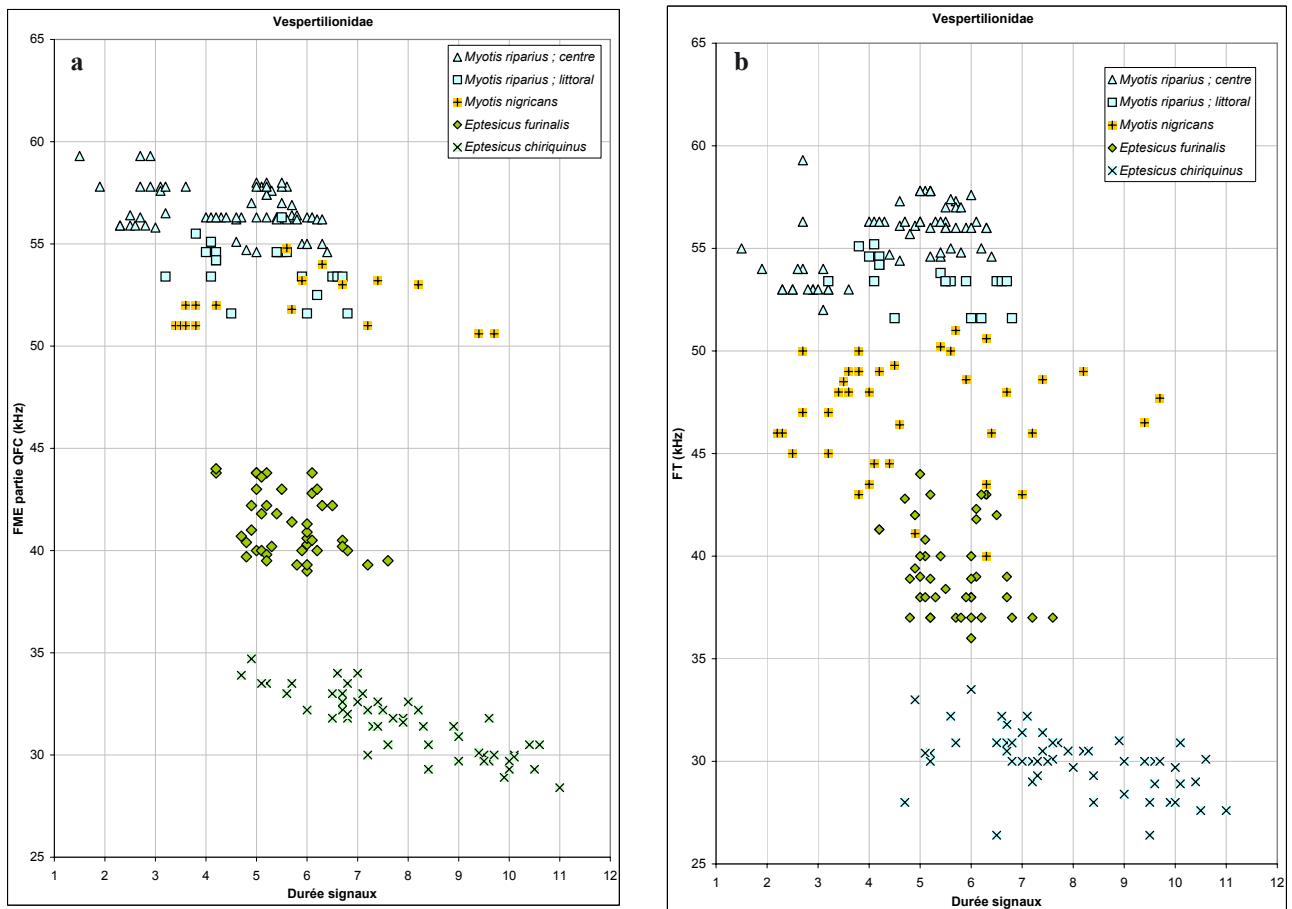 Vespertilionidae
a
65
60
55
50
45
40
35
30
25
FME partie QFC (kHz)
Myotis riparius ; centre
Myotis riparius ; littoral
Myotis nigricans
Eptesicus furinalis
Eptesicus chiriquinus
1 2 3 4 5 6 7 8 9 10 11 12
Durée signaux
Vespertilionidae
b
65
60
55
50
45
40
35
30
25
FT (kHz)
Myotis riparius ; centre
Myotis riparius ; littoral
Myotis nigricans
Eptesicus furinalis
Eptesicus chiriquinus
1 2 3 4 5 6 7 8 9 10 11 12
Durée signaux